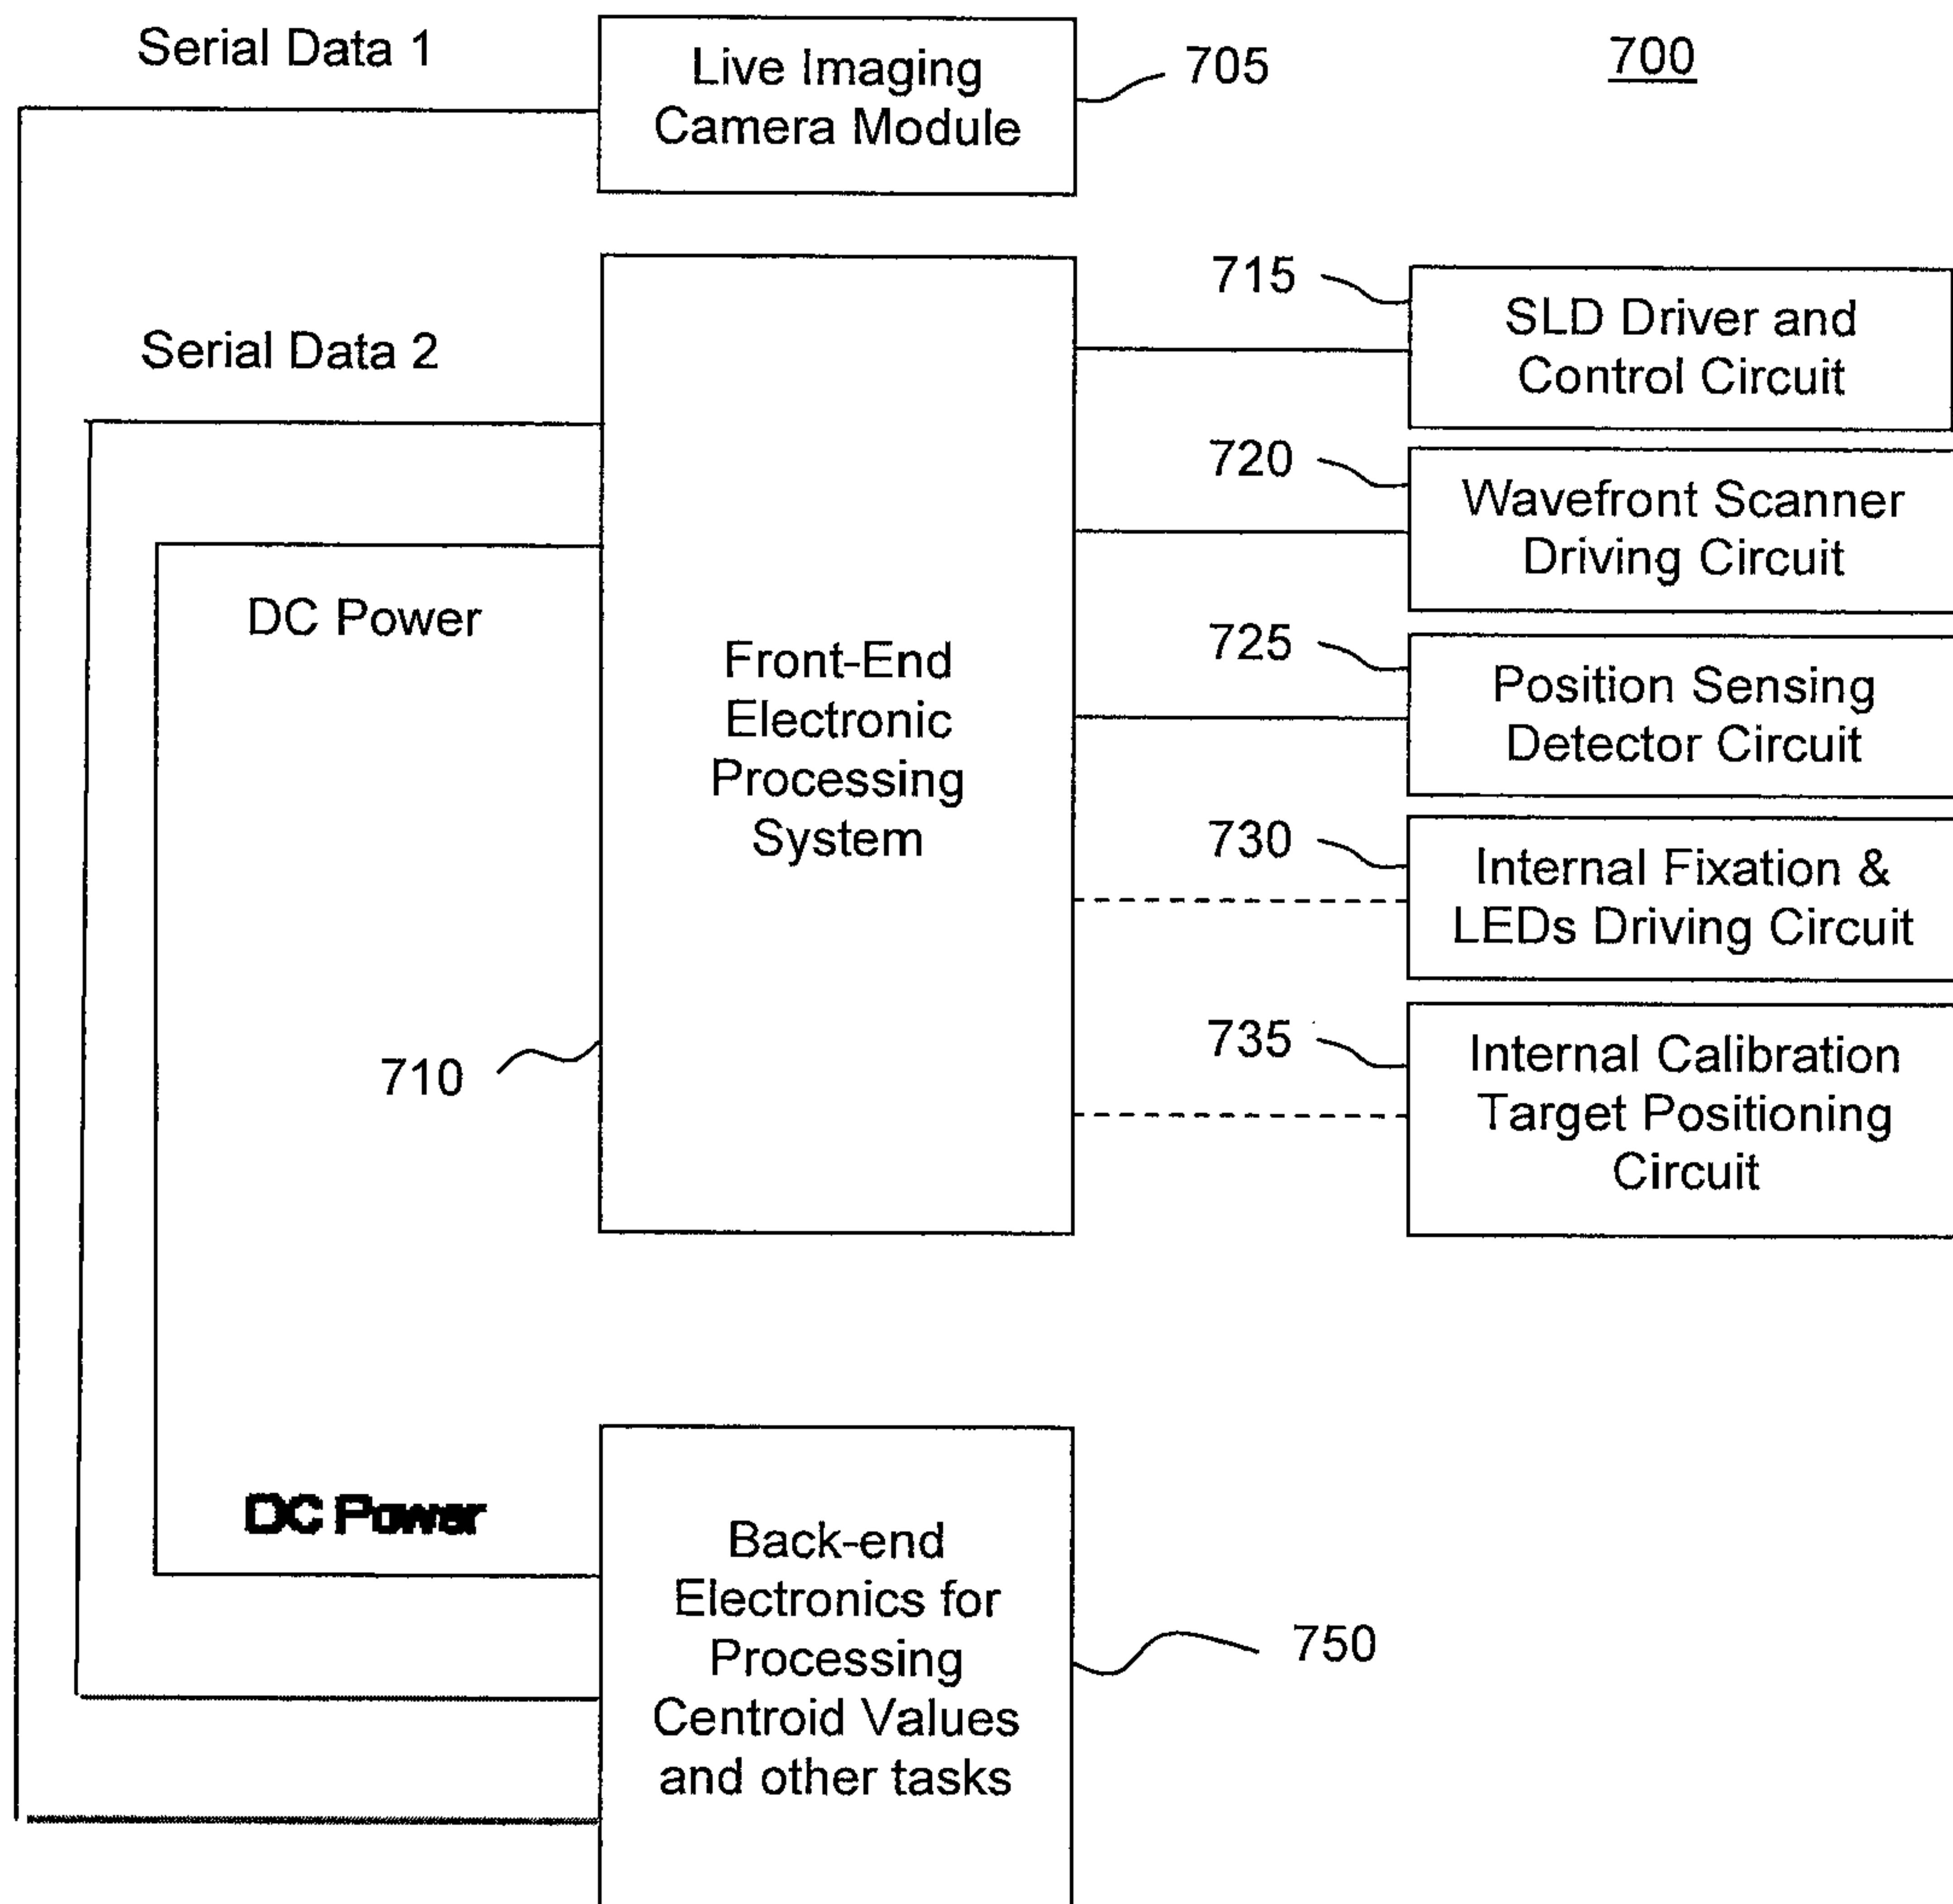 Serial Data 1
Live Imaging
Camera Module
705
700
Serial Data 2
DC Power
Front-End
Electronic
Processing
System
710
715
SLD Driver and
Control Circuit
720
Wavefront Scanner
Driving Circuit
725
Position Sensing
Detector Circuit
730
Internal Fixation &
LEDs Driving Circuit
735
Internal Calibration
Target Positioning
Circuit
DC Power
Back-end
Electronics for
Processing
Centroid Values
and other tasks
750